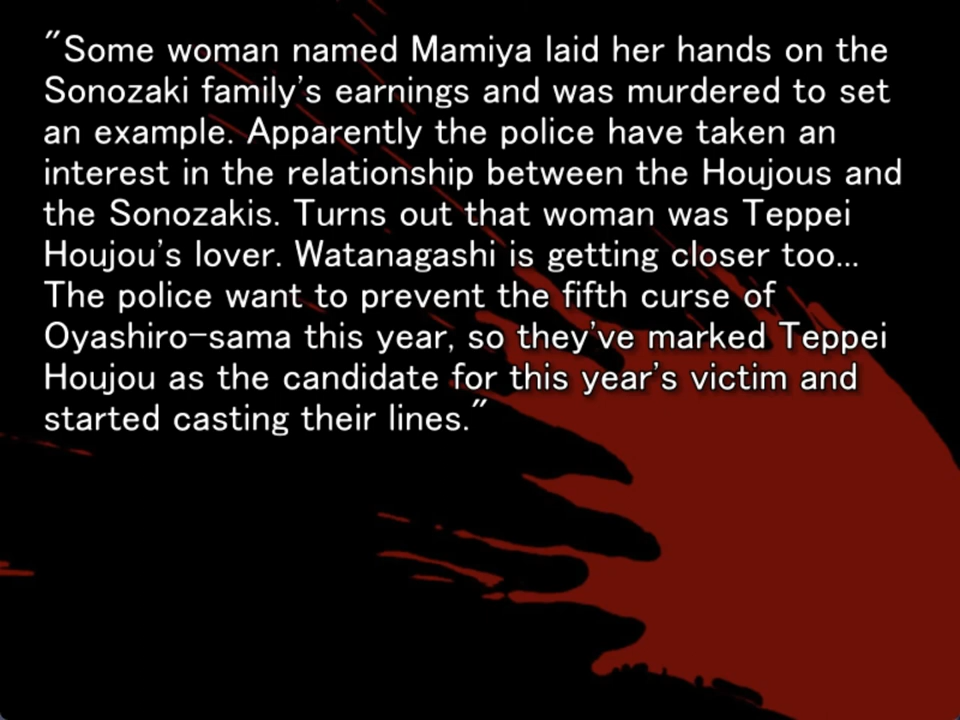 "Some woman named Mamiya laid her hands on the
Sonozaki family's earnings and was murdered to set
an example. Apparently the police have taken an
interest in the relationship between the Houjous and
the Sonozakis. Turns out that woman was Teppei
Houjou's lover. Watanagashi is getting closer too...
The police want to prevent the fifth curse of
Oyashiro-sama this year, so they've marked Teppei
Houjou as the candidate for this year's victim and
started casting their lines."